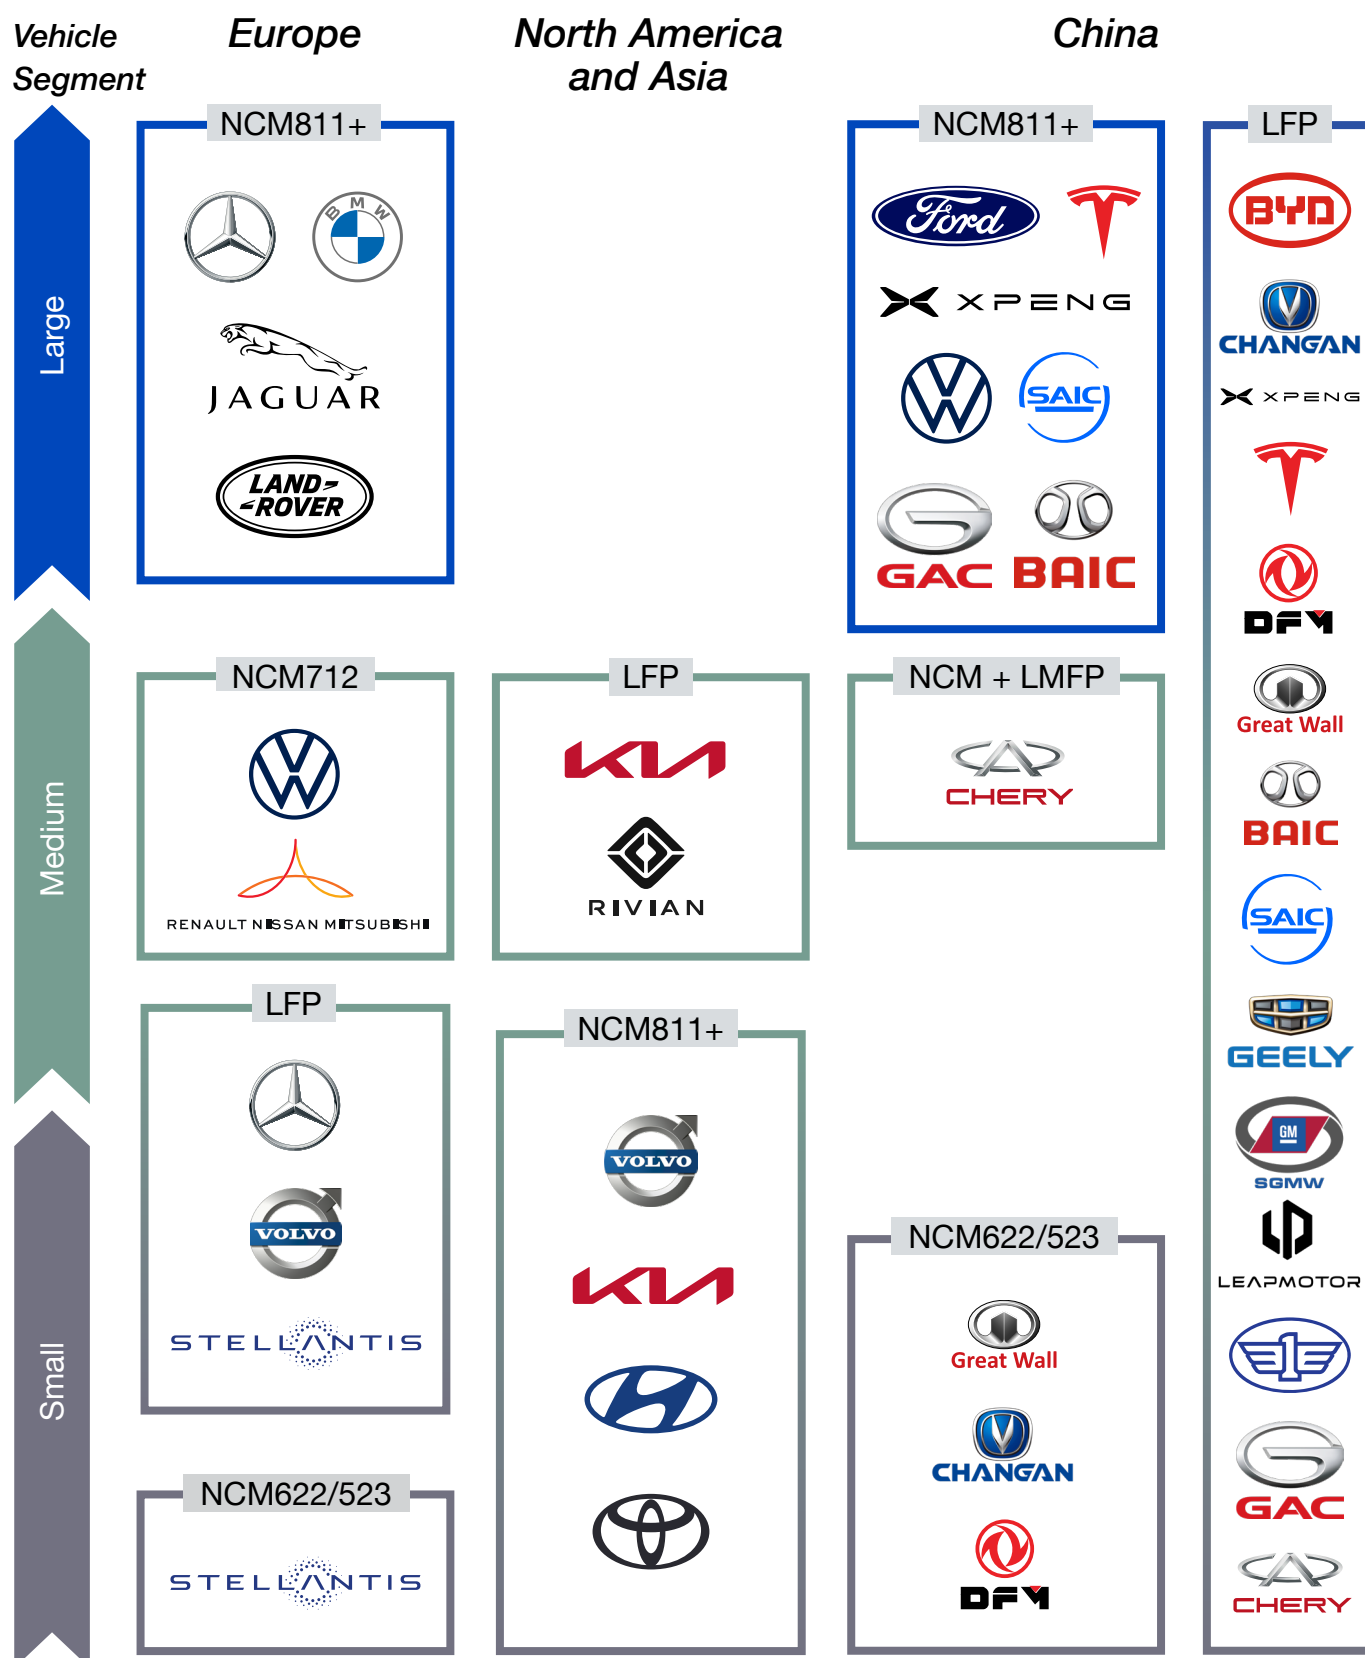 Vehicle
Segment
Europe
North America
and Asia
China
Large
Medium
Small
NCM811+
BMW
JAGUAR
LAND-
-ROVER
NCM712
RENAULT NISSAN MITSUBISHI
LFP
VOLVO
STELLANTIS
NCM622/523
STELLANTIS
LFP
KIA
RIVIAN
NCM811+
VOLVO
KIA
NCM811+
Ford
XPENG
SAIC
GAC
BAIC
NCM + LMFP
CHERY
NCM622/523
Great Wall
CHANGAN
DFM
LFP
BYD
CHANGAN
XPENG
DFM
Great Wall
BAIC
SAIC
GEELY
GM
SGMW
LEAPMOTOR
1
GAC
CHERY